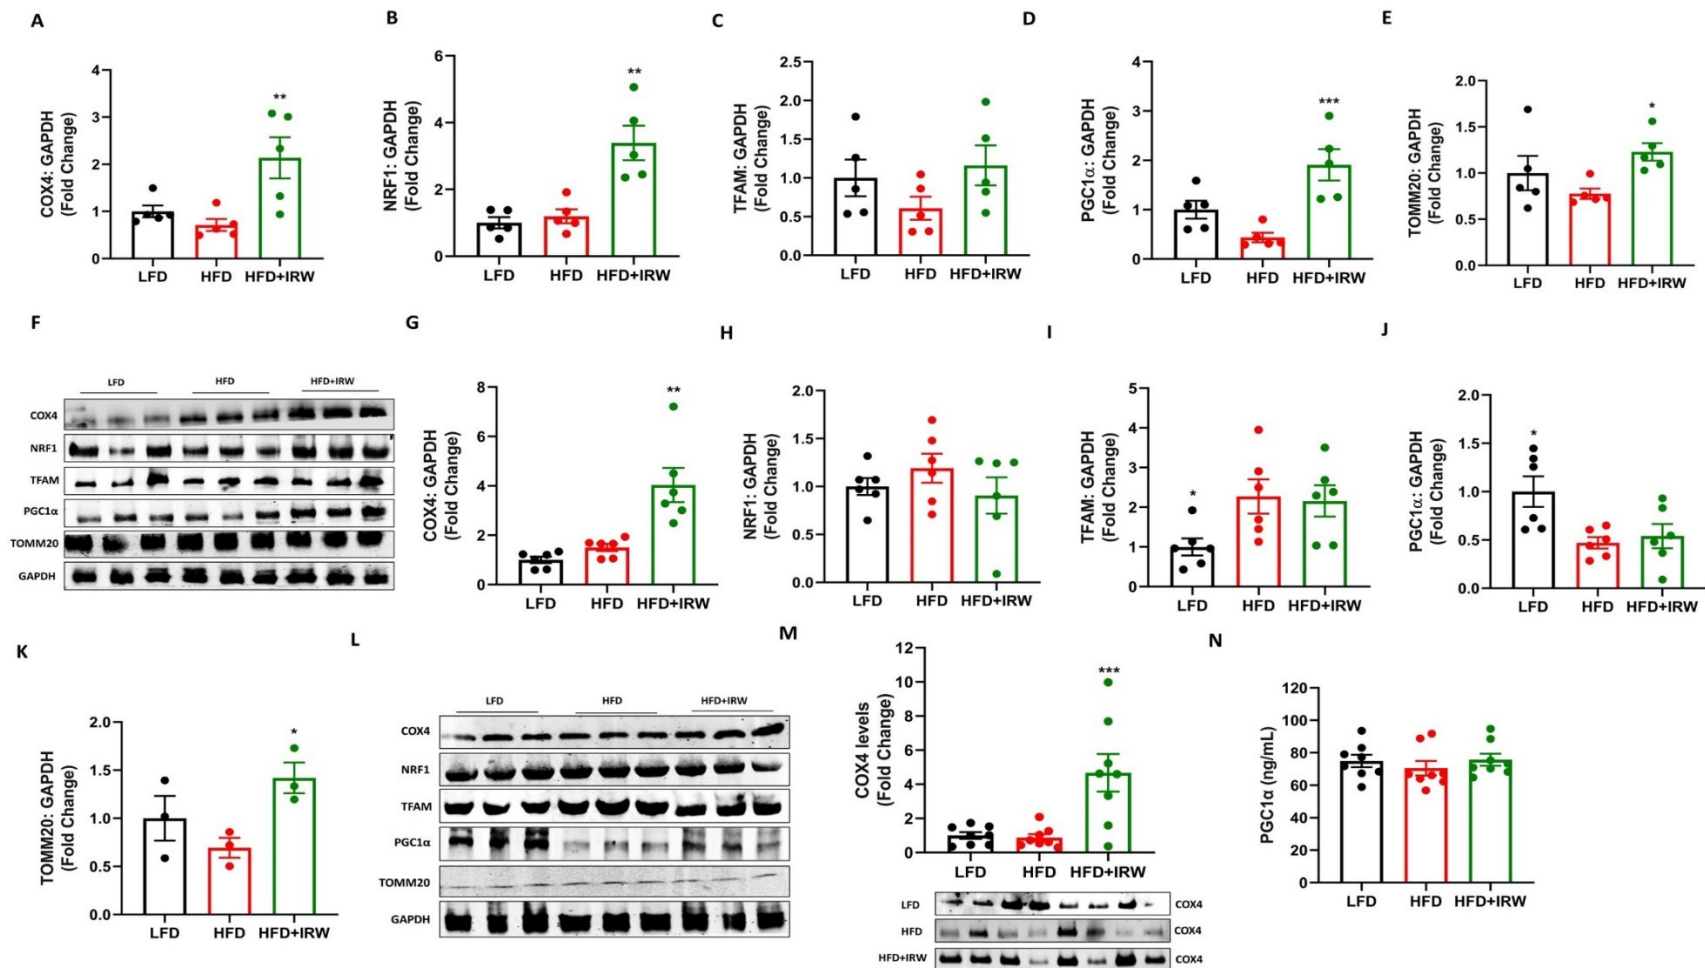 A
COX4: GAPDH
(Fold Change)
4
3
2
1
0
**
LFD
HFD
HFD+IRW
B
NRF1: GAPDH
(Fold Change)
6
4
2
0
**
LFD
HFD
HFD+IRW
C
TFAM: GAPDH
(Fold Change)
2.5
2.0
1.5
1.0
0.5
0.0
LFD
HFD
HFD+IRW
D
PGC1α: GAPDH
(Fold Change)
4
3
2
1
0
***
LFD
HFD
HFD+IRW
E
TOMM20: GAPDH
(Fold Change)
2.0
1.5
1.0
0.5
0.0
*
LFD
HFD
HFD+IRW
F
LFD
HFD
HFD+IRW
COX4
NRF1
TFAM
PGC1α
TOMM20
GAPDH
G
COX4: GAPDH
(Fold Change)
8
6
4
2
0
**
LFD
HFD
HFD+IRW
H
NRF1: GAPDH
(Fold Change)
2.0
1.5
1.0
0.5
0.0
LFD
HFD
HFD+IRW
I
TFAM: GAPDH
(Fold Change)
5
4
3
2
1
0
*
LFD
HFD
HFD+IRW
J
PGC1α: GAPDH
(Fold Change)
2.0
1.5
1.0
0.5
0.0
*
LFD
HFD
HFD+IRW
K
TOMM20: GAPDH
(Fold Change)
2.0
1.5
1.0
0.5
0.0
*
LFD
HFD
HFD+IRW
L
LFD
HFD
HFD+IRW
COX4
NRF1
TFAM
PGC1α
TOMM20
GAPDH
M
COX4 levels
(Fold Change)
12
10
8
6
4
2
0
***
LFD
HFD
HFD+IRW
LFD COX4
HFD COX4
HFD+IRW COX4
N
PGC1α (ng/mL)
120
100
80
60
40
20
0
LFD
HFD
HFD+IRW